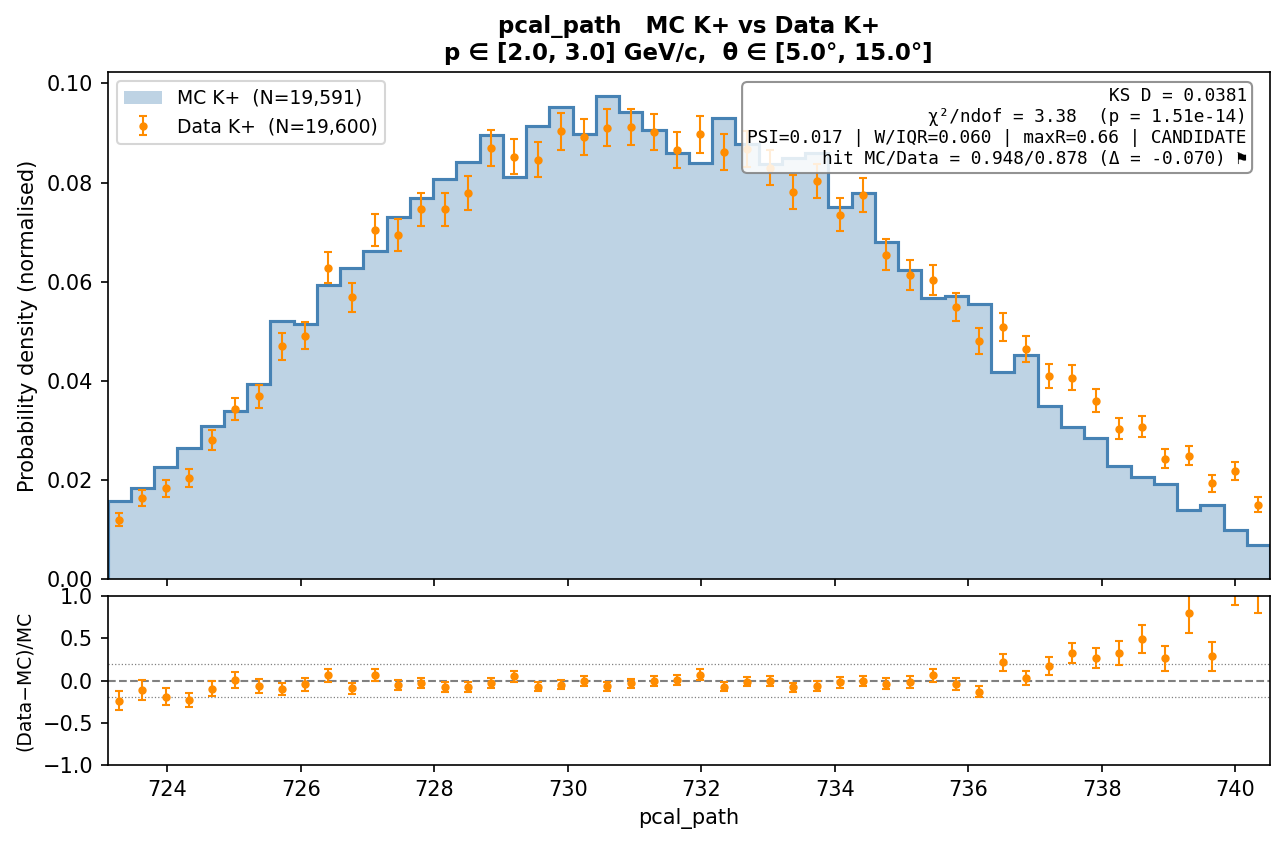 pcal_path   MC K+ vs Data K+
p ∈ [2.0, 3.0] GeV/c,  θ ∈ [5.0°, 15.0°]
MC K+  (N=19,591)
Data K+  (N=19,600)
KS D = 0.0381
χ²/ndof = 3.38  (p = 1.51e-14)
PSI=0.017 | W/IQR=0.060 | maxR=0.66 | CANDIDATE
hit MC/Data = 0.948/0.878 (Δ = -0.070) ⚑
Probability density (normalised)
0.10
0.08
0.06
0.04
0.02
0.00
(Data−MC)/MC
1.0
0.5
0.0
−0.5
−1.0
724
726
728
730
732
734
736
738
740
pcal_path